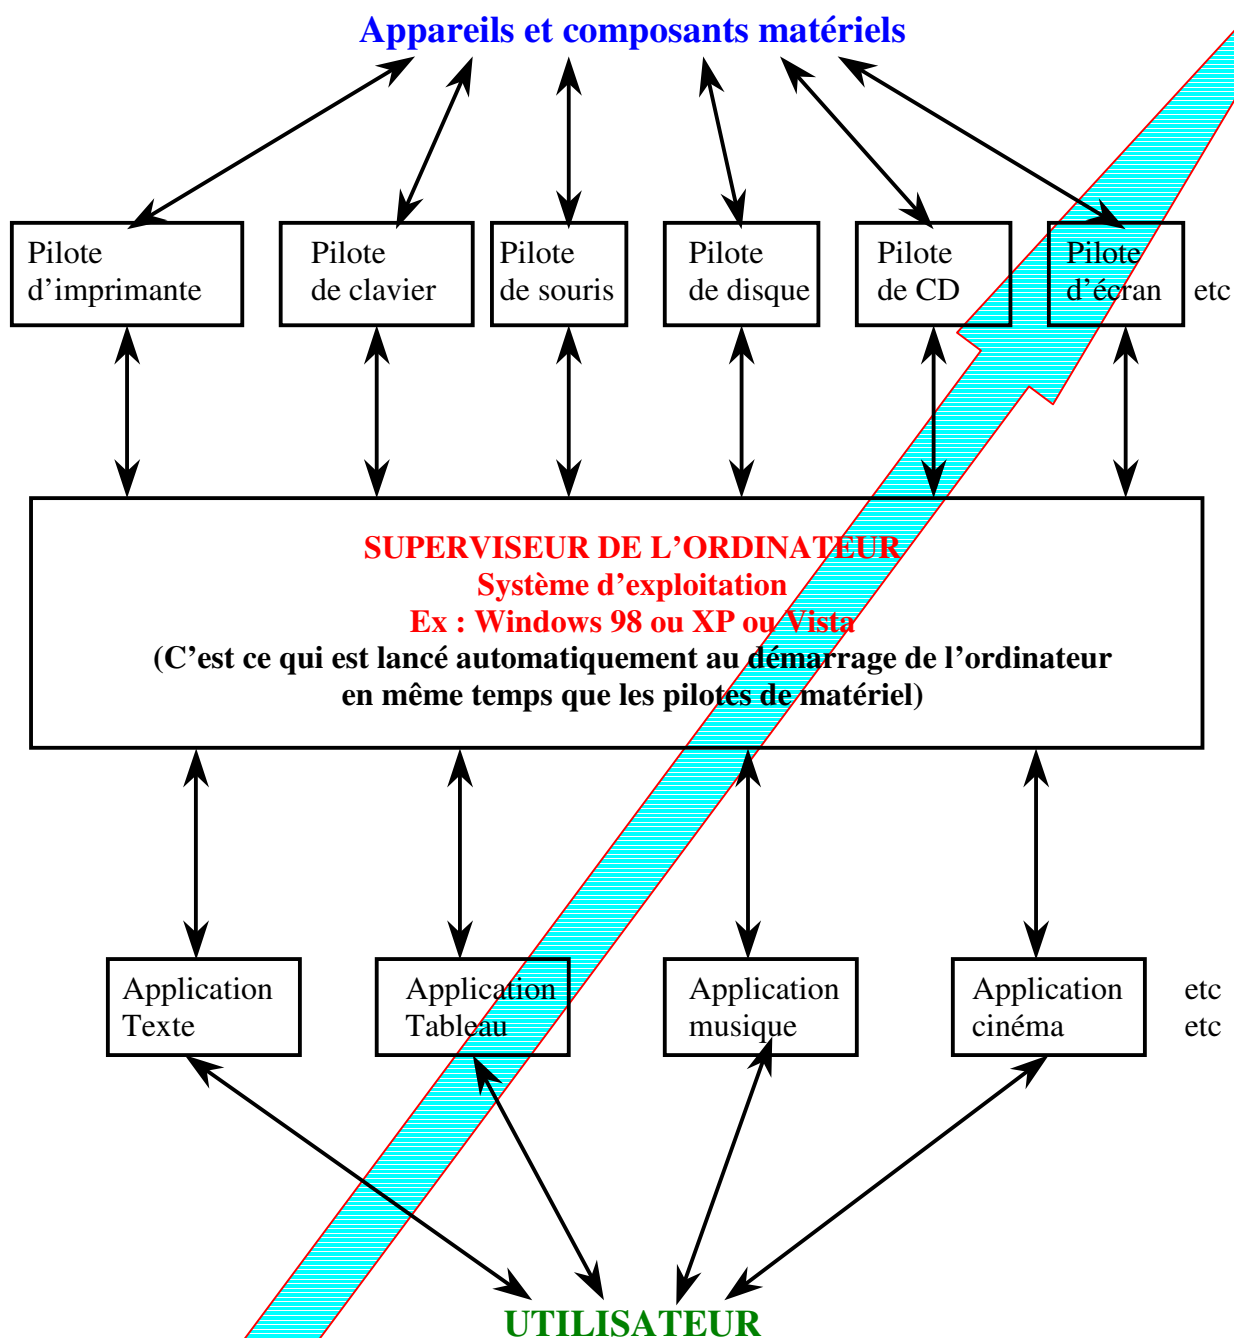 Appareils et composants matériels
Pilote
d’imprimante
Pilote
de clavier
Pilote
de souris
Pilote
de disque
Pilote
de CD
Pilote
d’écran
etc
SUPERVISEUR DE L’ORDINATEUR
Système d’exploitation
Ex : Windows 98 ou XP ou Vista
(C’est ce qui est lancé automatiquement au démarrage de l’ordinateur
en même temps que les pilotes de matériel)
Application
Texte
Application
Tableau
Application
musique
Application
cinéma
etc
etc
UTILISATEUR